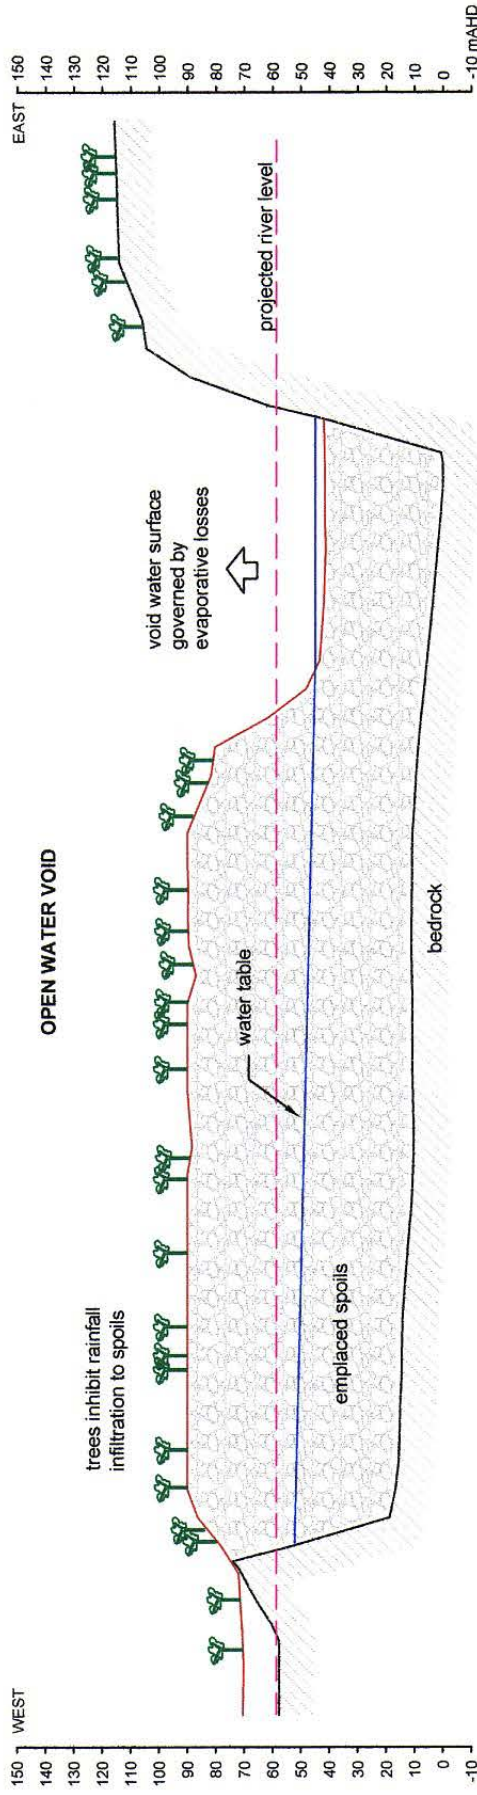 OPEN WATER VOID
WEST
EAST
150
140
130
120
110
100
90
80
70
60
50
40
30
20
10
0
-10
150
140
130
120
110
100
90
80
70
60
50
40
30
20
10
0
-10 mAHD
trees inhibit rainfall
infiltration to spoils
void water surface
governed by
evaporative losses
water table
projected river level
emplaced spoils
bedrock